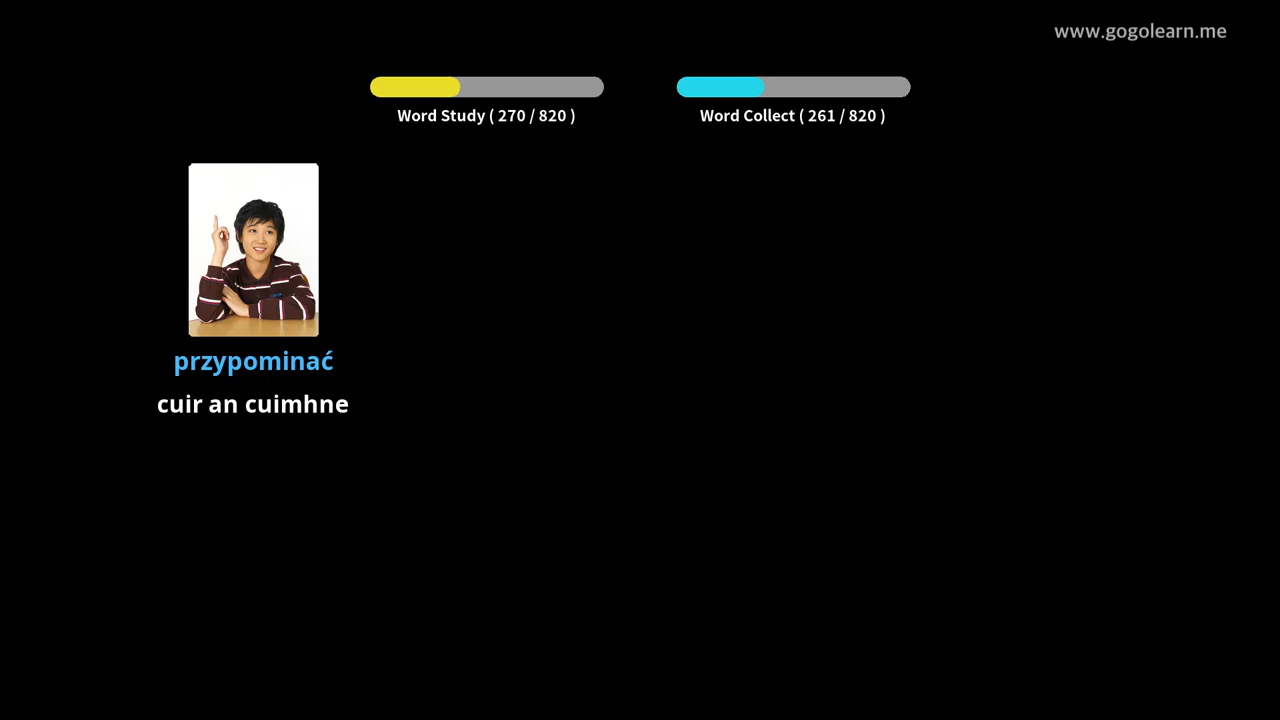 www.gogolearn.me
Word Study ( 270 / 820 )
Word Collect ( 261 / 820 )
przypominać
cuir an cuimhne